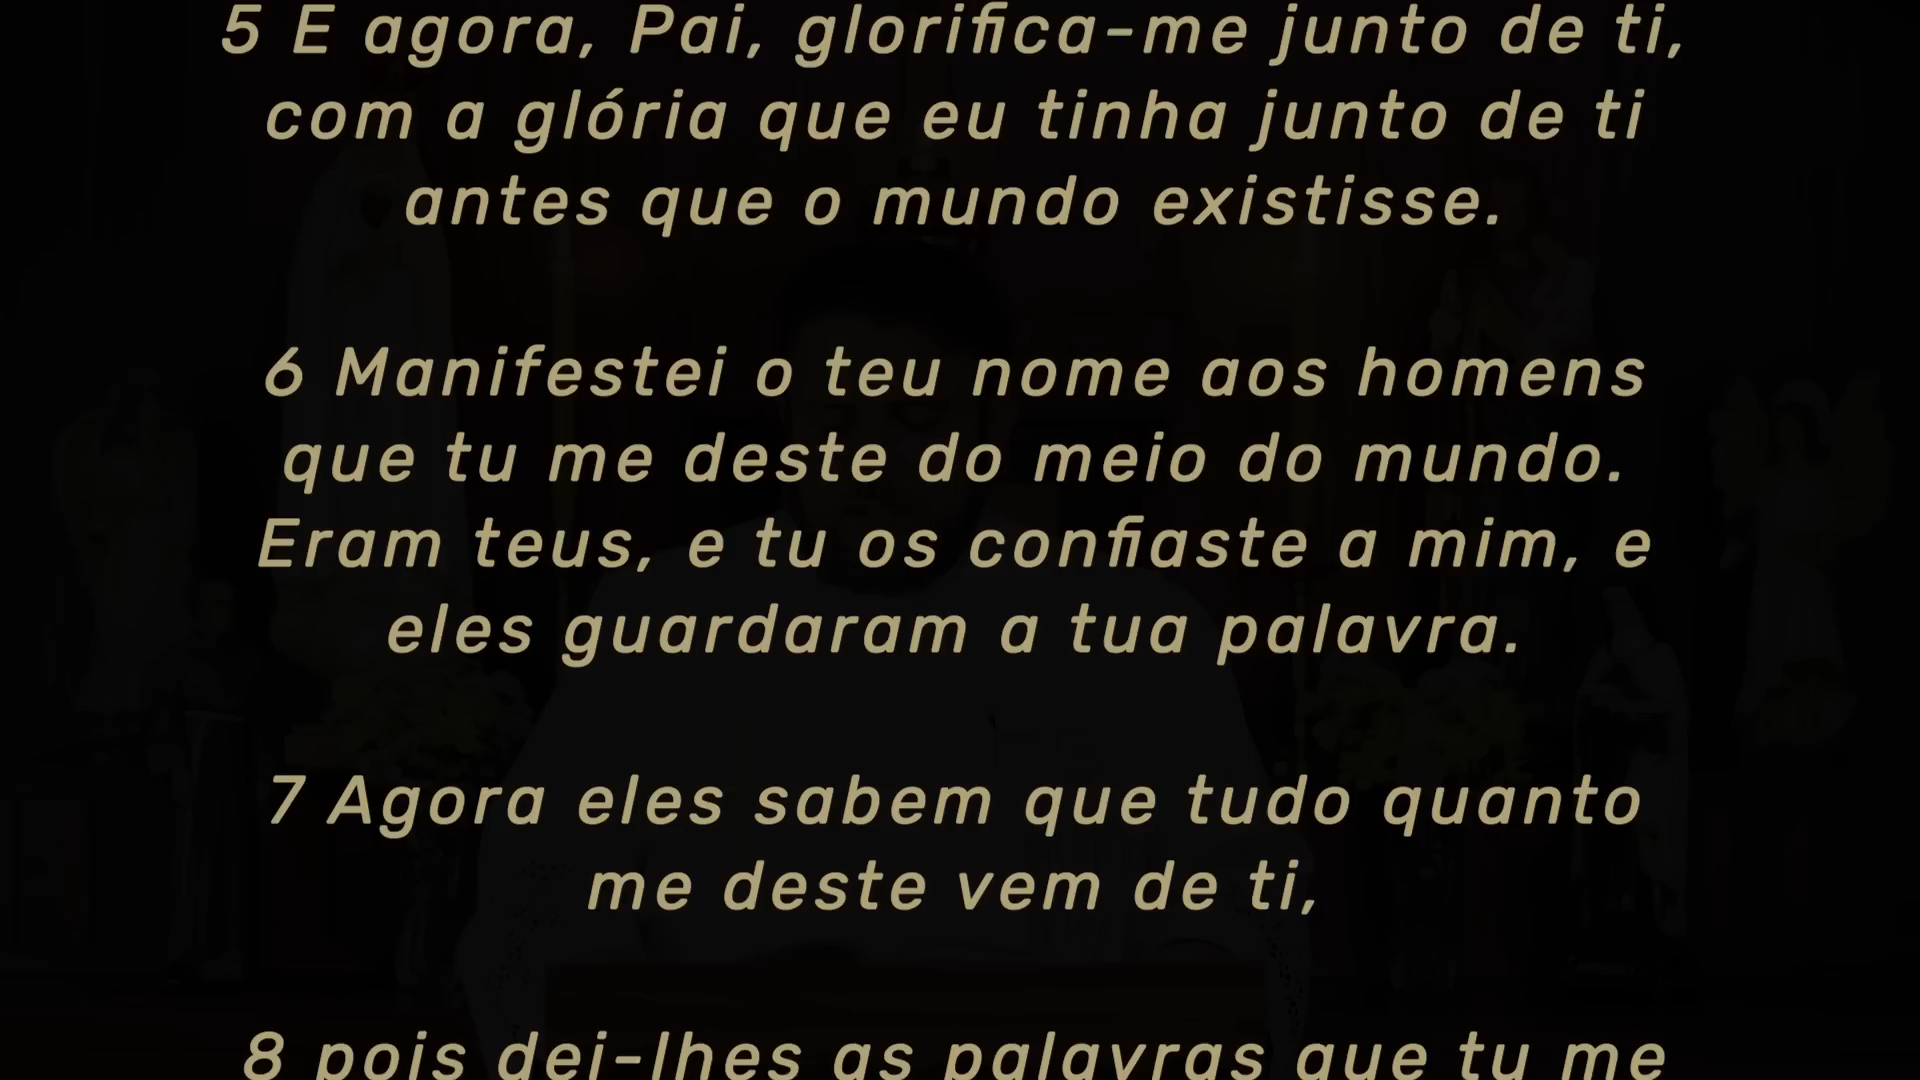 5 E agora, Pai, glorifica-me junto de ti,
com a glória que eu tinha junto de ti
antes que o mundo existisse.
6 Manifestei o teu nome aos homens
que tu me deste do meio do mundo.
Eram teus, e tu os confiaste a mim, e
eles guardaram a tua palavra.
7 Agora eles sabem que tudo quanto
me deste vem de ti,
8 pois dei-lhes as palavras que tu me